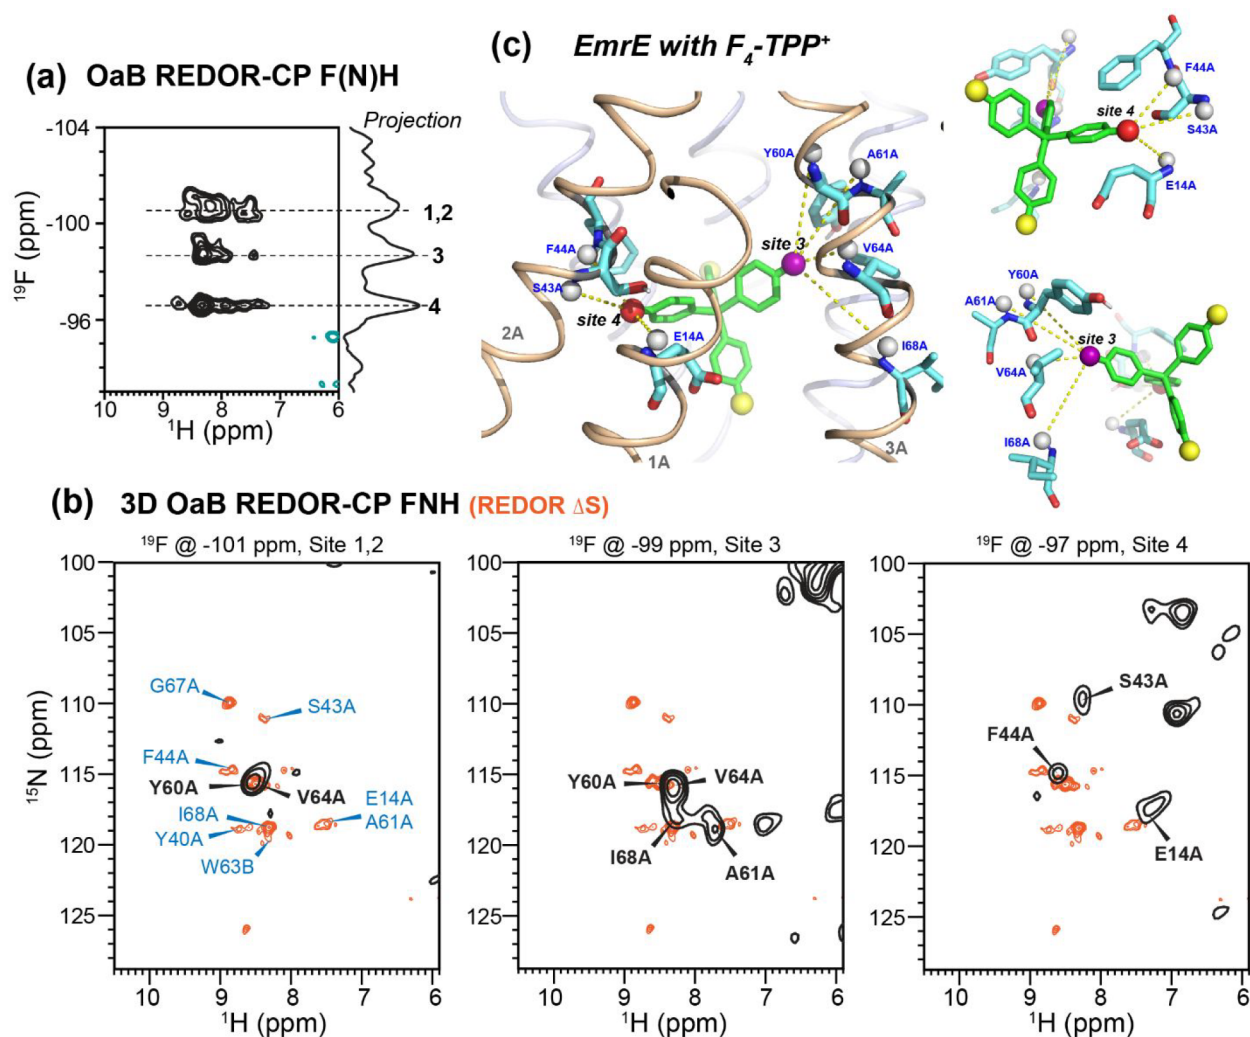 (a) OaB REDOR-CP F(N)H
Projection
-104
-100
-96
¹⁹F (ppm)
1,2
3
4
10 9 8 7 6
¹H (ppm)
(c) EmrE with F₄-TPP⁺
Y60A
A61A
site 3
F44A
V64A
S43A
site 4
E14A
2A
I68A
1A
3A
F44A
site 4
S43A
E14A
Y60A
A61A
site 3
V64A
I68A
(b) 3D OaB REDOR-CP FNH (REDOR ΔS)
¹⁹F @ -101 ppm, Site 1,2
100
105
110
115
120
125
¹⁵N (ppm)
G67A
S43A
F44A
Y60A
V64A
E14A
I68A
A61A
Y40A
W63B
10 9 8 7 6
¹H (ppm)
¹⁹F @ -99 ppm, Site 3
100
105
110
115
120
125
Y60A
V64A
I68A
A61A
10 9 8 7 6
¹H (ppm)
¹⁹F @ -97 ppm, Site 4
100
105
110
115
120
125
S43A
F44A
E14A
10 9 8 7 6
¹H (ppm)